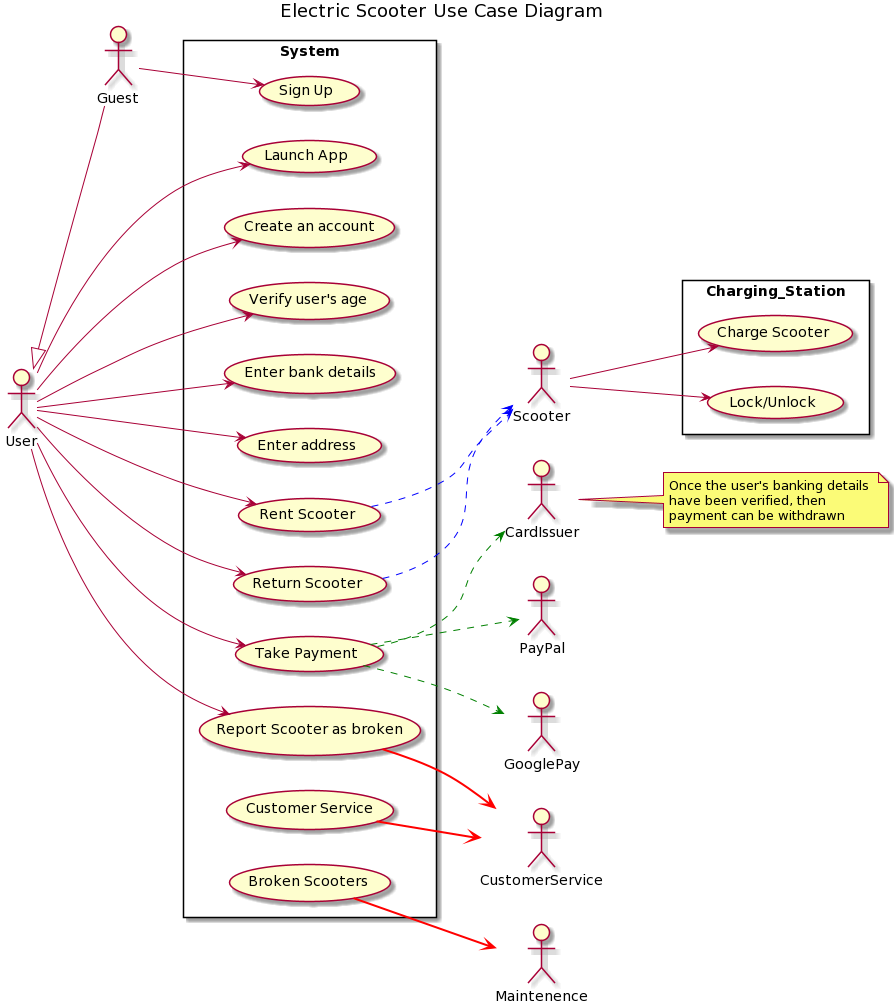 Electric Scooter Use Case Diagram
System
Guest
Sign Up
Launch App
Create an account
Verify user's age
Enter bank details
User
Enter address
Rent Scooter
Return Scooter
Take Payment
Report Scooter as broken
Customer Service
Broken Scooters
Charging_Station
Charge Scooter
Lock/Unlock
Scooter
CardIssuer
Once the user's banking details
have been verified, then
payment can be withdrawn
PayPal
GooglePay
CustomerService
Maintenence